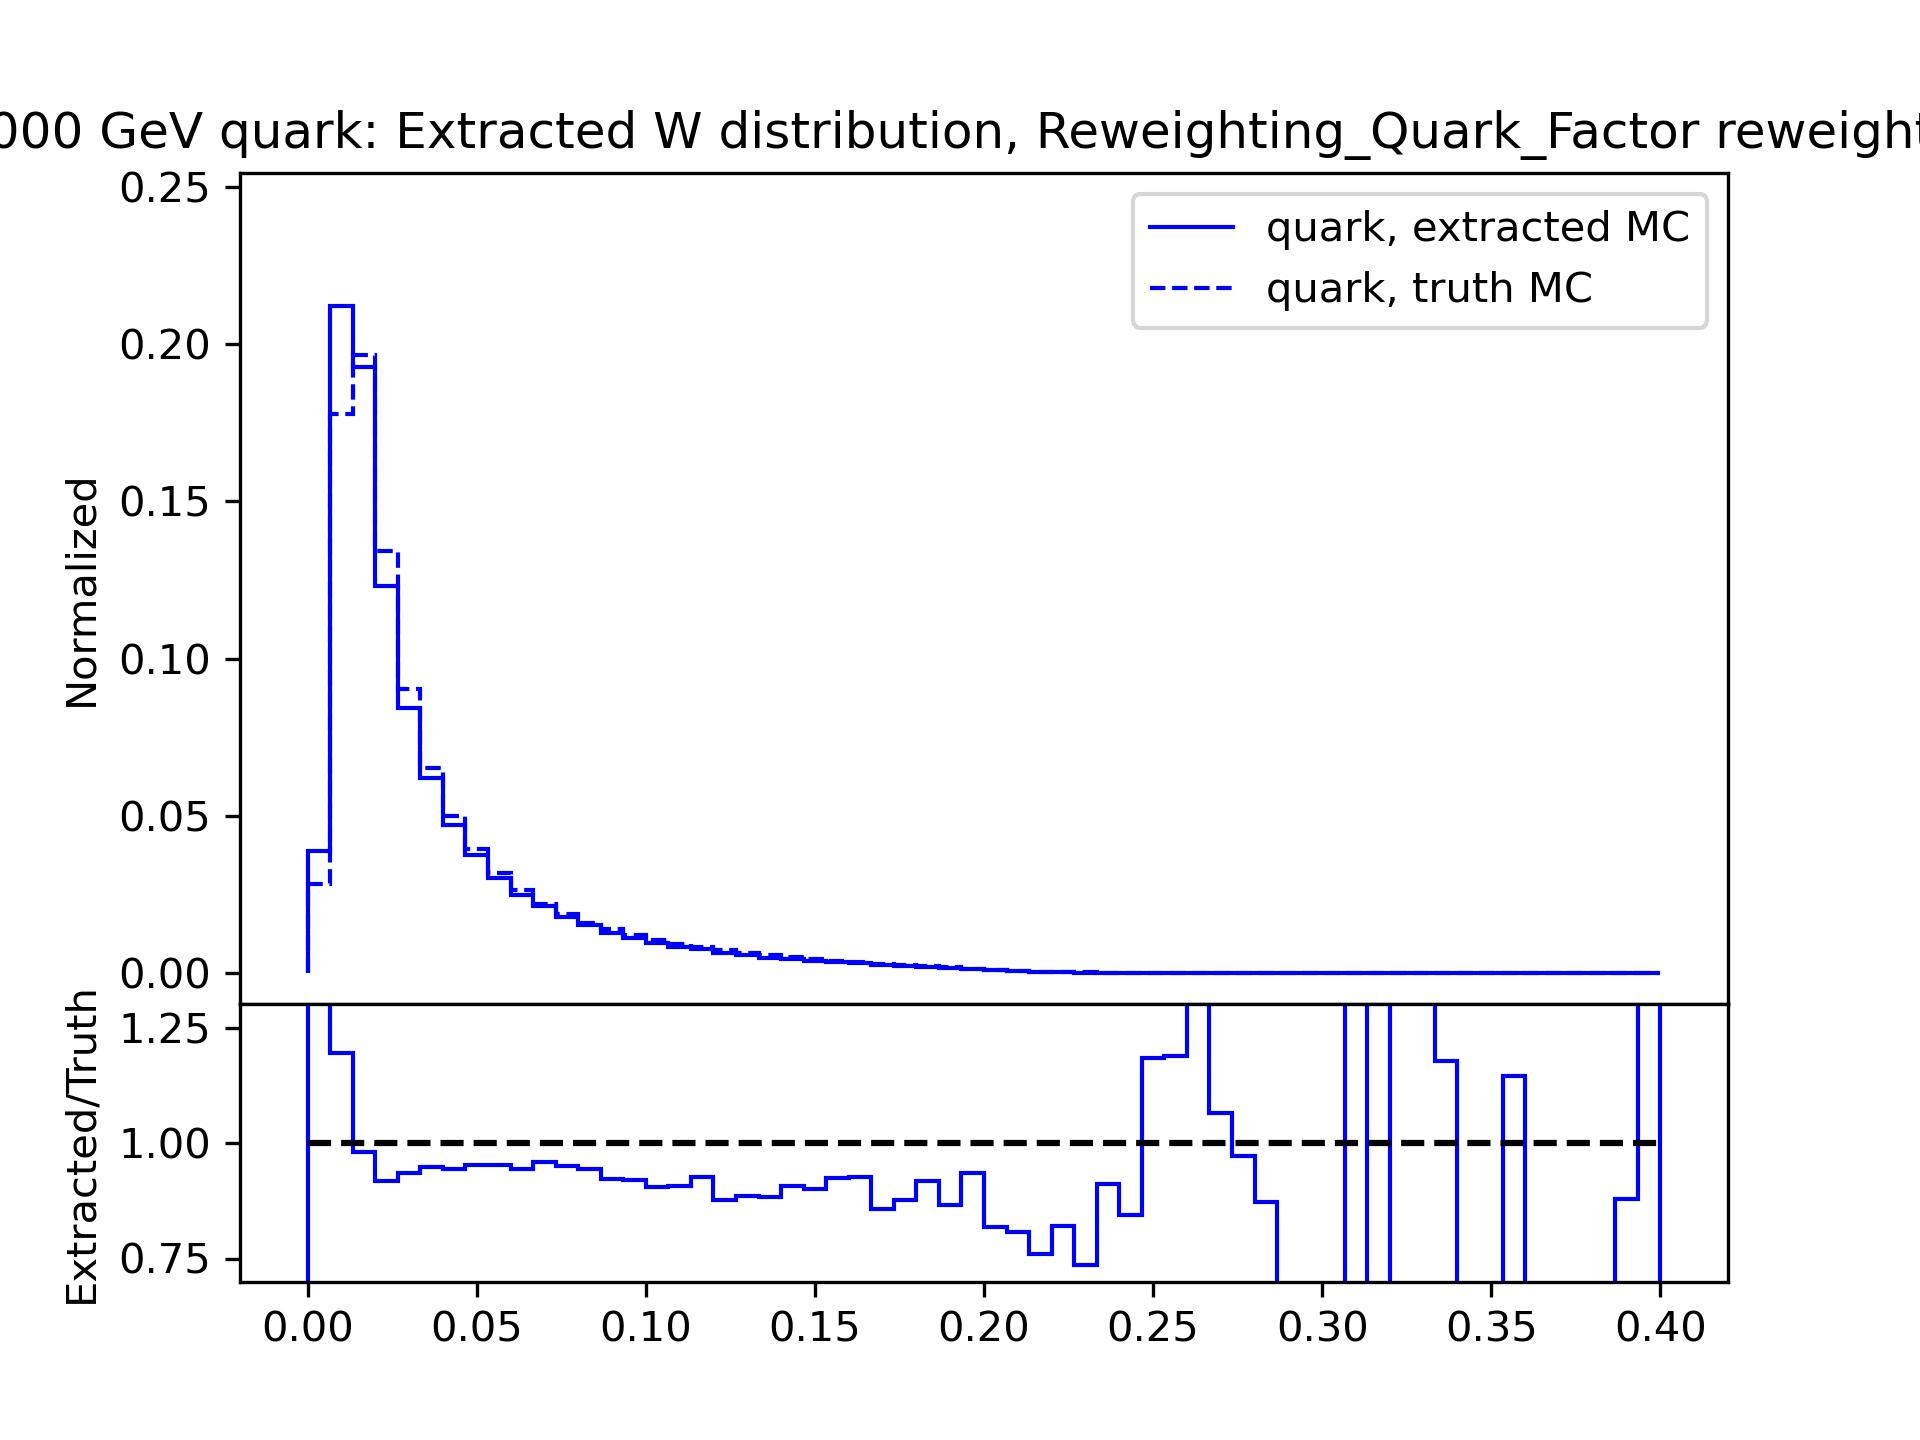 000 GeV quark: Extracted W distribution, Reweighting_Quark_Factor reweight
quark, extracted MC
quark, truth MC
Normalized
0.25
0.20
0.15
0.10
0.05
0.00
Extracted/Truth
1.25
1.00
0.75
0.00 0.05 0.10 0.15 0.20 0.25 0.30 0.35 0.40